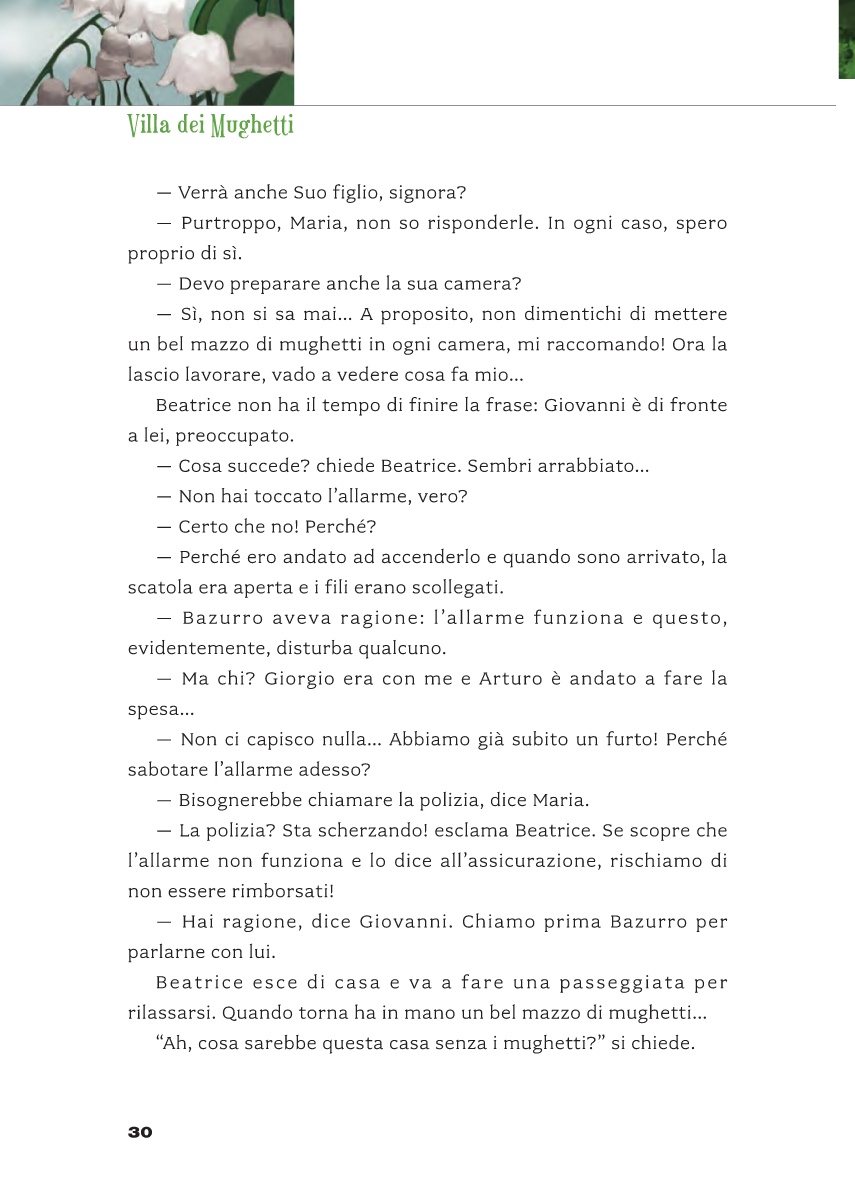 Villa dei Mughetti
— Verrà anche Suo figlio, signora?
— Purtroppo, Maria, non so risponderle. In ogni caso, spero
proprio di sì.
— Devo preparare anche la sua camera?
— Sì, non si sa mai... A proposito, non dimentichi di mettere
un bel mazzo di mughetti in ogni camera, mi raccomando! Ora la
lascio lavorare, vado a vedere cosa fa mio...
Beatrice non ha il tempo di finire la frase: Giovanni è di fronte
a lei, preoccupato.
— Cosa succede? chiede Beatrice. Sembri arrabbiato...
— Non hai toccato l’allarme, vero?
— Certo che no! Perché?
— Perché ero andato ad accenderlo e quando sono arrivato, la
scatola era aperta e i fili erano scollegati.
— Bazurro aveva ragione: l’allarme funziona e questo,
evidentemente, disturba qualcuno.
— Ma chi? Giorgio era con me e Arturo è andato a fare la
spesa...
— Non ci capisco nulla... Abbiamo già subito un furto! Perché
sabotare l’allarme adesso?
— Bisognerebbe chiamare la polizia, dice Maria.
— La polizia? Sta scherzando! esclama Beatrice. Se scopre che
l’allarme non funziona e lo dice all’assicurazione, rischiamo di
non essere rimborsati!
— Hai ragione, dice Giovanni. Chiamo prima Bazurro per
parlarne con lui.
Beatrice esce di casa e va a fare una passeggiata per
rilassarsi. Quando torna ha in mano un bel mazzo di mughetti...
“Ah, cosa sarebbe questa casa senza i mughetti?” si chiede.
30